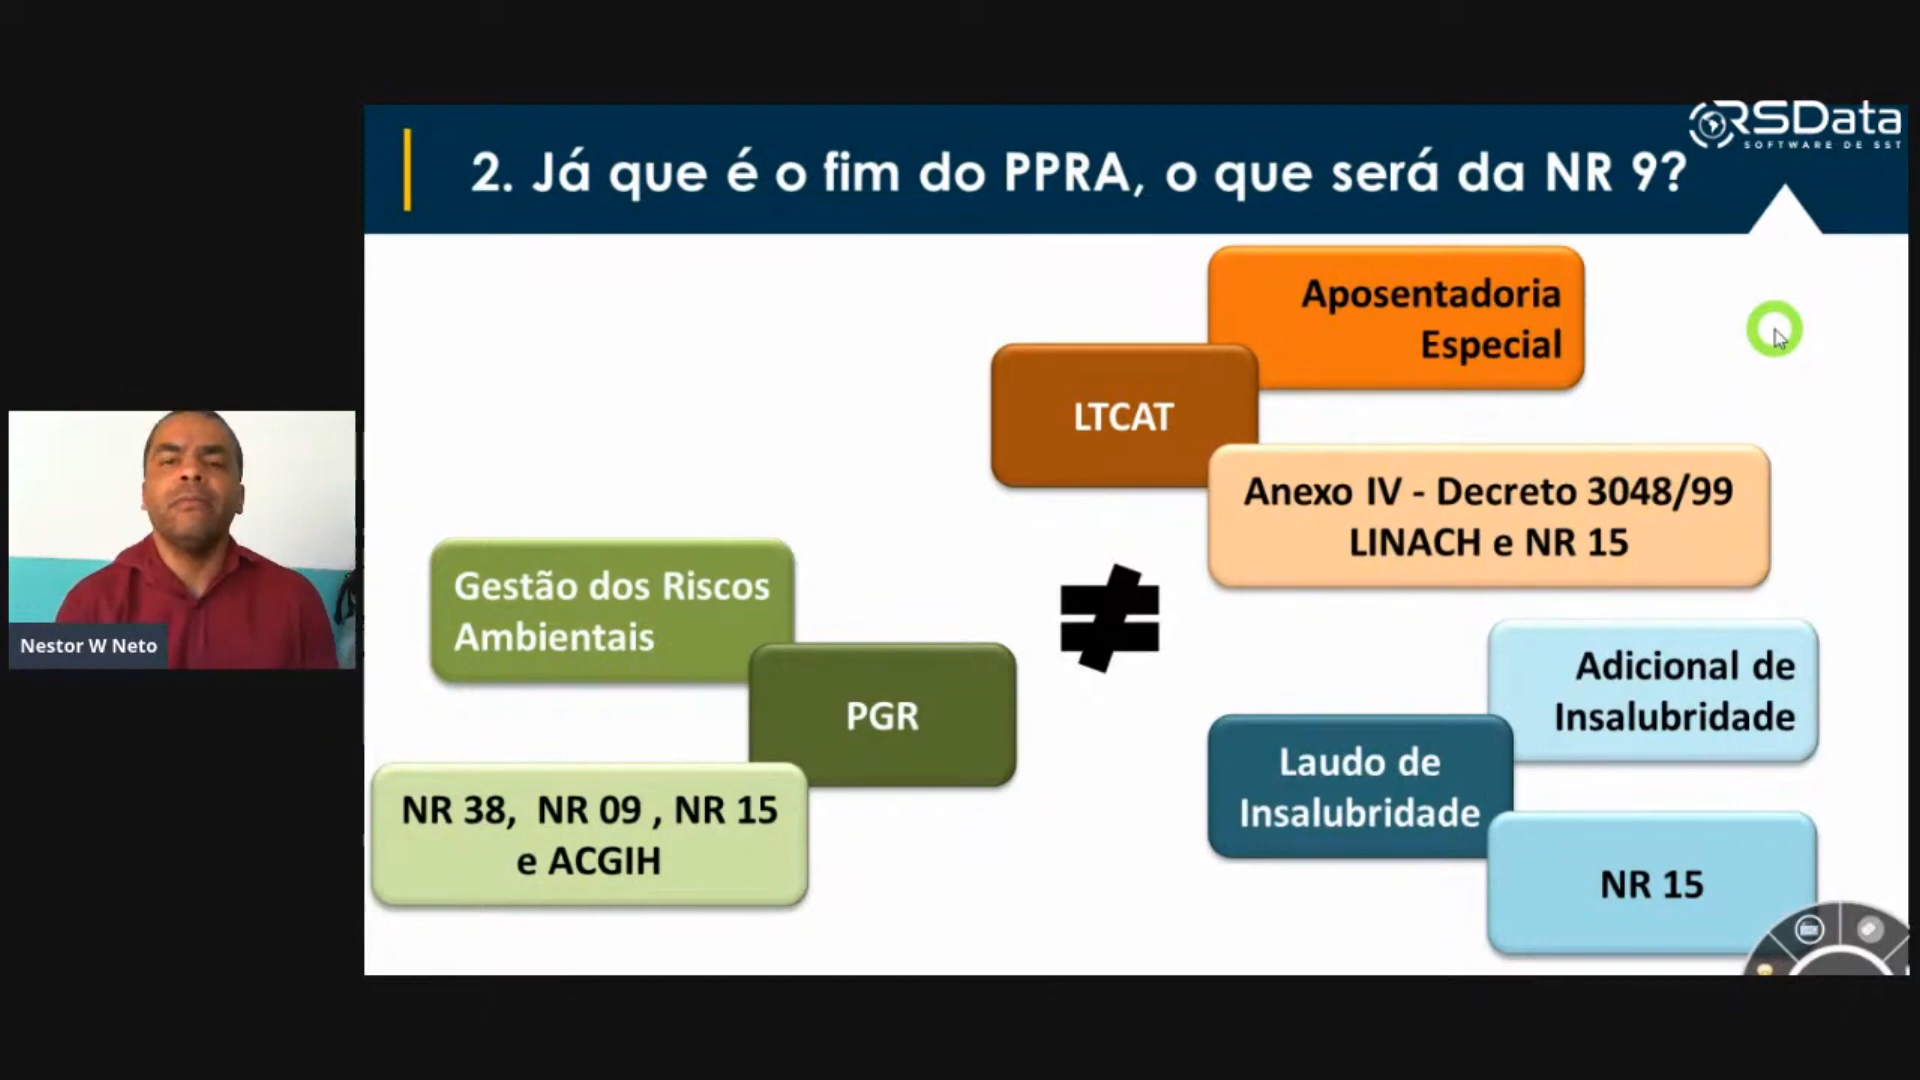 RSData
SOFTWARE DE SST
2. Já que é o fim do PPRA, o que será da NR 9?
Aposentadoria
Especial
LTCAT
Anexo IV - Decreto 3048/99
LINACH e NR 15
Gestão dos Riscos
Ambientais
PGR
NR 38,  NR 09 , NR 15
e ACGIH
≠
Adicional de
Insalubridade
Laudo de
Insalubridade
NR 15
Nestor W Neto